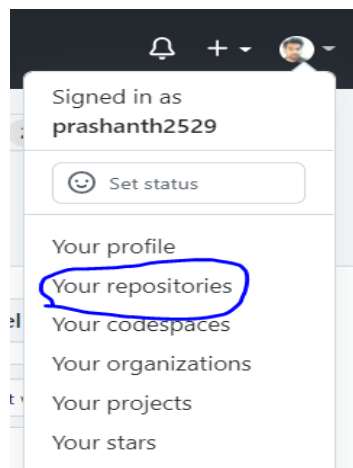 Signed in as
prashanth2529
Set status
Your profile
Your repositories
Your codespaces
Your organizations
Your projects
Your stars